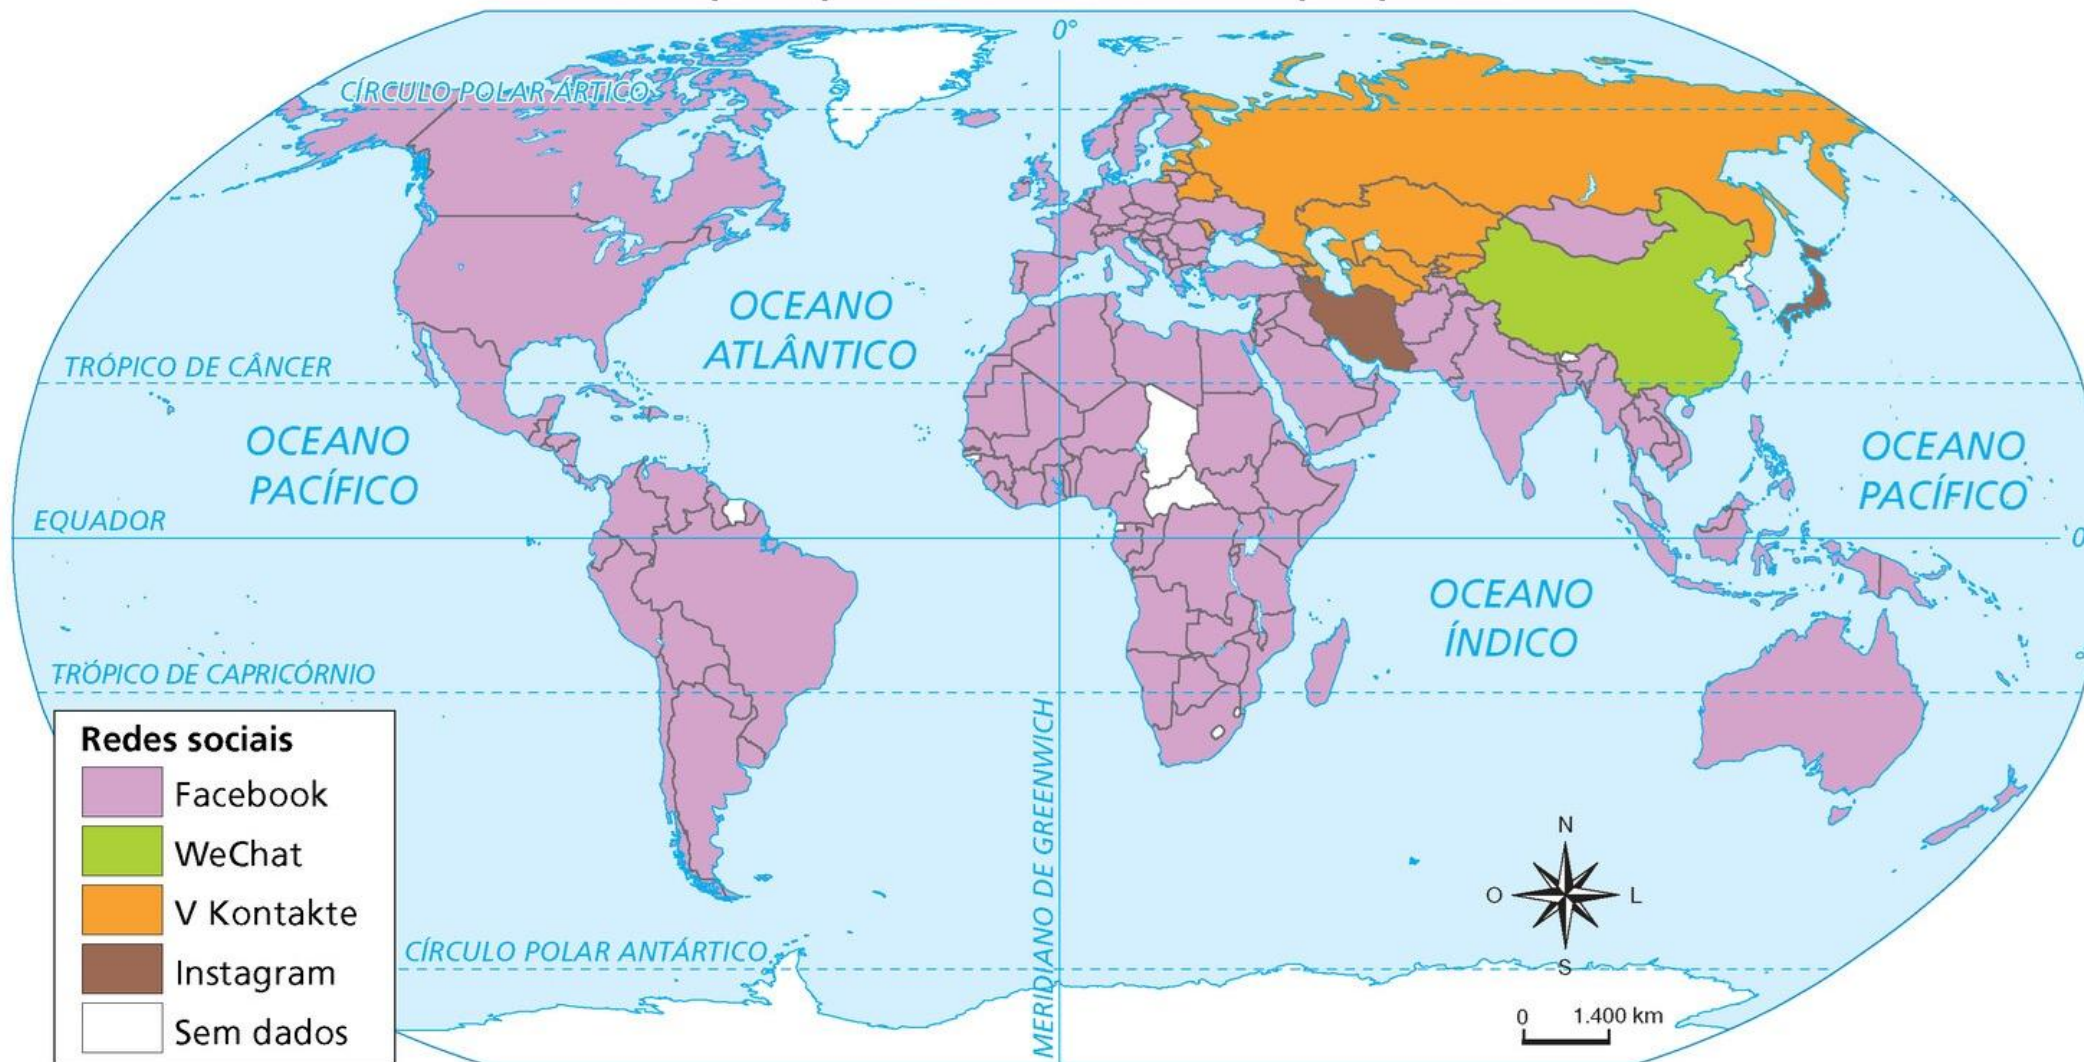 0°
CÍRCULO POLAR ÁRTICO
OCEANO
ATLÂNTICO
TRÓPICO DE CÂNCER
OCEANO
PACÍFICO
OCEANO
PACÍFICO
EQUADOR
0
OCEANO
ÍNDICO
TRÓPICO DE CAPRICÓRNIO
MERIDIANO DE GREENWICH
Redes sociais
Facebook
WeChat
V Kontakte
Instagram
Sem dados
N
O
L
S
CÍRCULO POLAR ANTÁRTICO
0 1.400 km